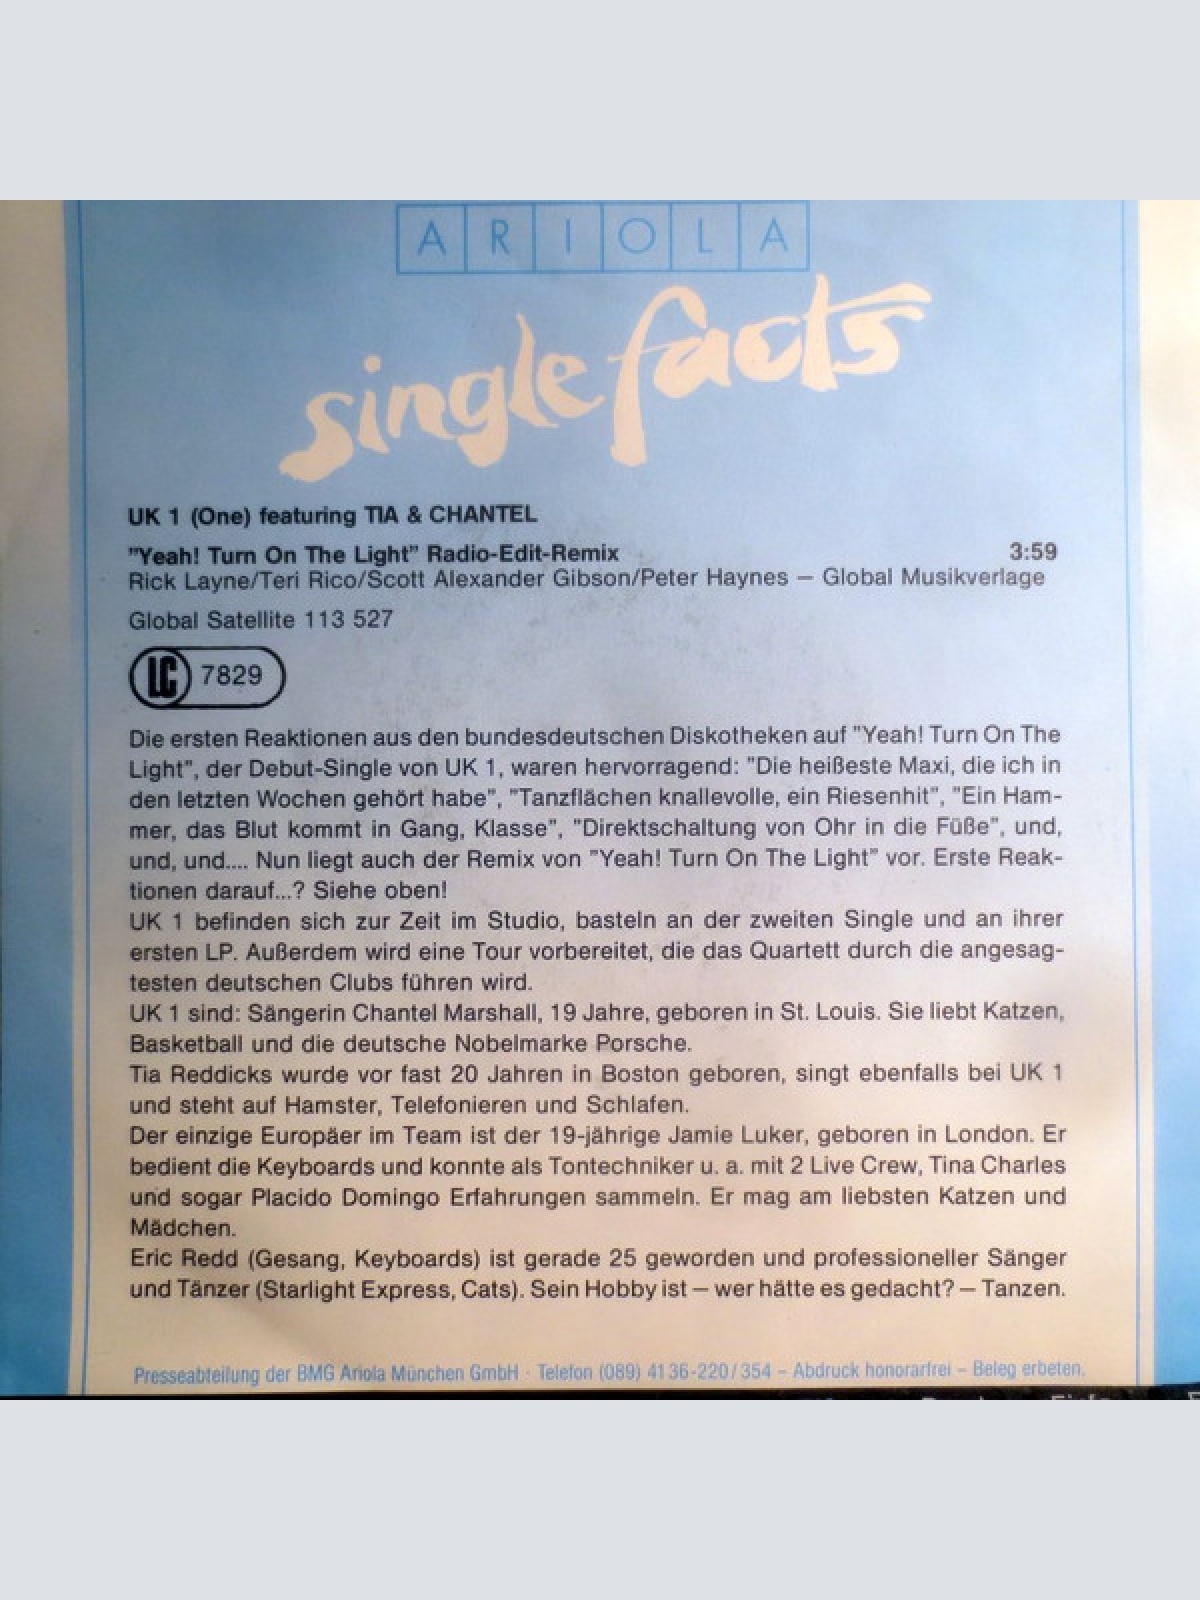 ARIOLA
single facts
UK 1 (One) featuring TIA & CHANTEL
"Yeah! Turn On The Light" Radio-Edit-Remix 3:59
Rick Layne/Teri Rico/Scott Alexander Gibson/Peter Haynes – Global Musikverlage
Global Satellite 113 527
LC 7829
Die ersten Reaktionen aus den bundesdeutschen Diskotheken auf "Yeah! Turn On The
Light", der Debut-Single von UK 1, waren hervorragend: "Die heißeste Maxi, die ich in
den letzten Wochen gehört habe", "Tanzflächen knallevolle, ein Riesenhit", "Ein Ham-
mer, das Blut kommt in Gang, Klasse", "Direktschaltung von Ohr in die Füße", und,
und, und.... Nun liegt auch der Remix von "Yeah! Turn On The Light" vor. Erste Reak-
tionen darauf...? Siehe oben!
UK 1 befinden sich zur Zeit im Studio, basteln an der zweiten Single und an ihrer
ersten LP. Außerdem wird eine Tour vorbereitet, die das Quartett durch die angesag-
testen deutschen Clubs führen wird.
UK 1 sind: Sängerin Chantel Marshall, 19 Jahre, geboren in St. Louis. Sie liebt Katzen,
Basketball und die deutsche Nobelmarke Porsche.
Tia Reddicks wurde vor fast 20 Jahren in Boston geboren, singt ebenfalls bei UK 1
und steht auf Hamster, Telefonieren und Schlafen.
Der einzige Europäer im Team ist der 19-jährige Jamie Luker, geboren in London. Er
bedient die Keyboards und konnte als Tontechniker u. a. mit 2 Live Crew, Tina Charles
und sogar Placido Domingo Erfahrungen sammeln. Er mag am liebsten Katzen und
Mädchen.
Eric Redd (Gesang, Keyboards) ist gerade 25 geworden und professioneller Sänger
und Tänzer (Starlight Express, Cats). Sein Hobby ist – wer hätte es gedacht? – Tanzen.
Presseabteilung der BMG Ariola München GmbH · Telefon (089) 41 36-220/354 – Abdruck honorarfrei – Beleg erbeten.